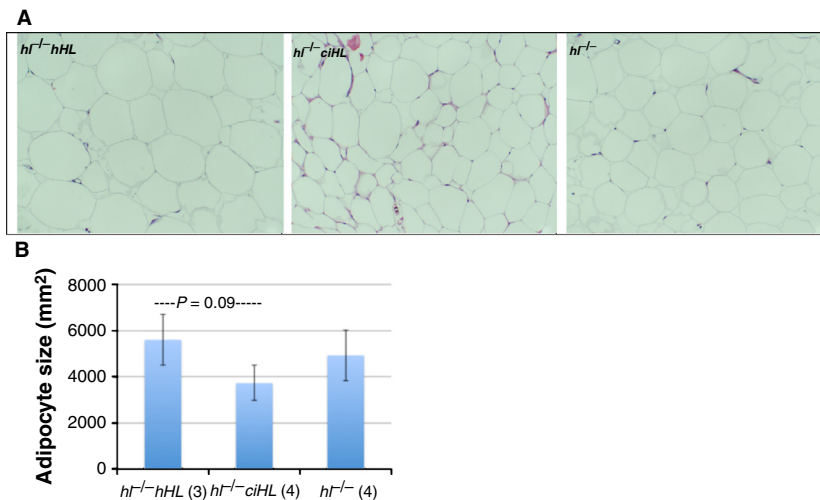 A
hl⁻/⁻hHL
hl⁻/⁻ciHL
hl⁻/⁻
B
Adipocyte size (mm²)
8000
6000
4000
2000
0
----P = 0.09-----
hl⁻/⁻hHL (3)
hl⁻/⁻ciHL (4)
hl⁻/⁻ (4)